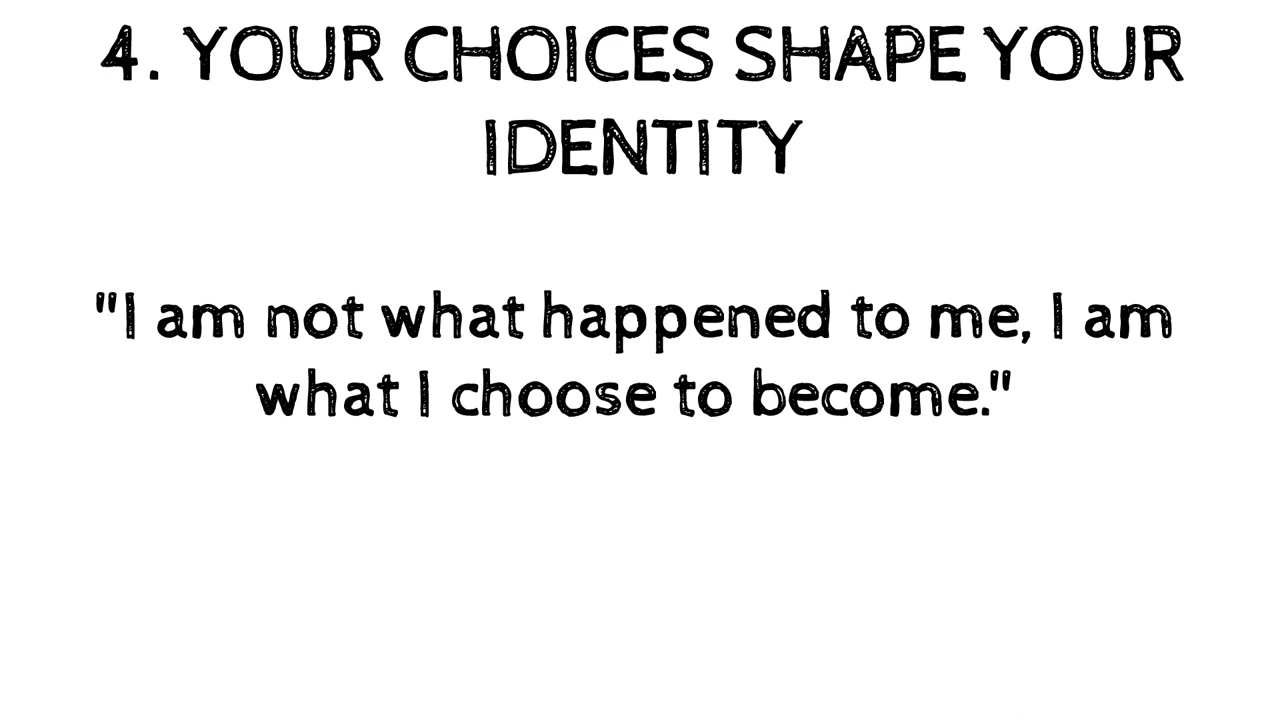 4. YOUR CHOICES SHAPE YOUR
IDENTITY
"I am not what happened to me, I am
what I choose to become."